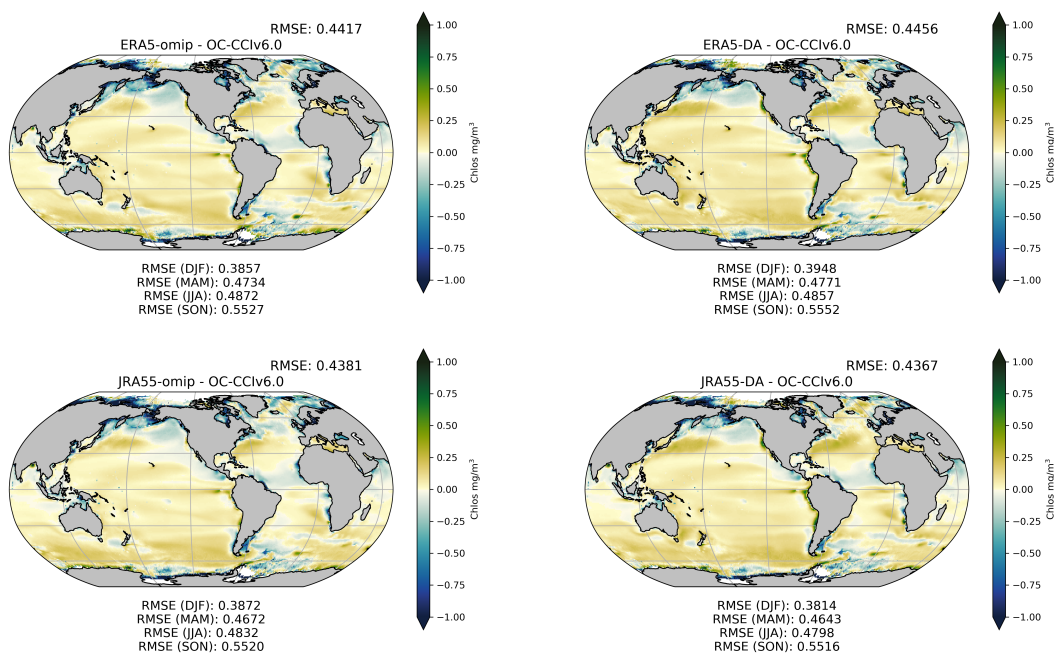 RMSE: 0.4417
ERA5-omip - OC-CCIv6.0
1.00
0.75
0.50
0.25
0.00
−0.25
−0.50
−0.75
−1.00
Chlos mg/m³
RMSE (DJF): 0.3857
RMSE (MAM): 0.4734
RMSE (JJA): 0.4872
RMSE (SON): 0.5527
RMSE: 0.4456
ERA5-DA - OC-CCIv6.0
1.00
0.75
0.50
0.25
0.00
−0.25
−0.50
−0.75
−1.00
Chlos mg/m³
RMSE (DJF): 0.3948
RMSE (MAM): 0.4771
RMSE (JJA): 0.4857
RMSE (SON): 0.5552
RMSE: 0.4381
JRA55-omip - OC-CCIv6.0
1.00
0.75
0.50
0.25
0.00
−0.25
−0.50
−0.75
−1.00
Chlos mg/m³
RMSE (DJF): 0.3872
RMSE (MAM): 0.4672
RMSE (JJA): 0.4832
RMSE (SON): 0.5520
RMSE: 0.4367
JRA55-DA - OC-CCIv6.0
1.00
0.75
0.50
0.25
0.00
−0.25
−0.50
−0.75
−1.00
Chlos mg/m³
RMSE (DJF): 0.3814
RMSE (MAM): 0.4643
RMSE (JJA): 0.4798
RMSE (SON): 0.5516